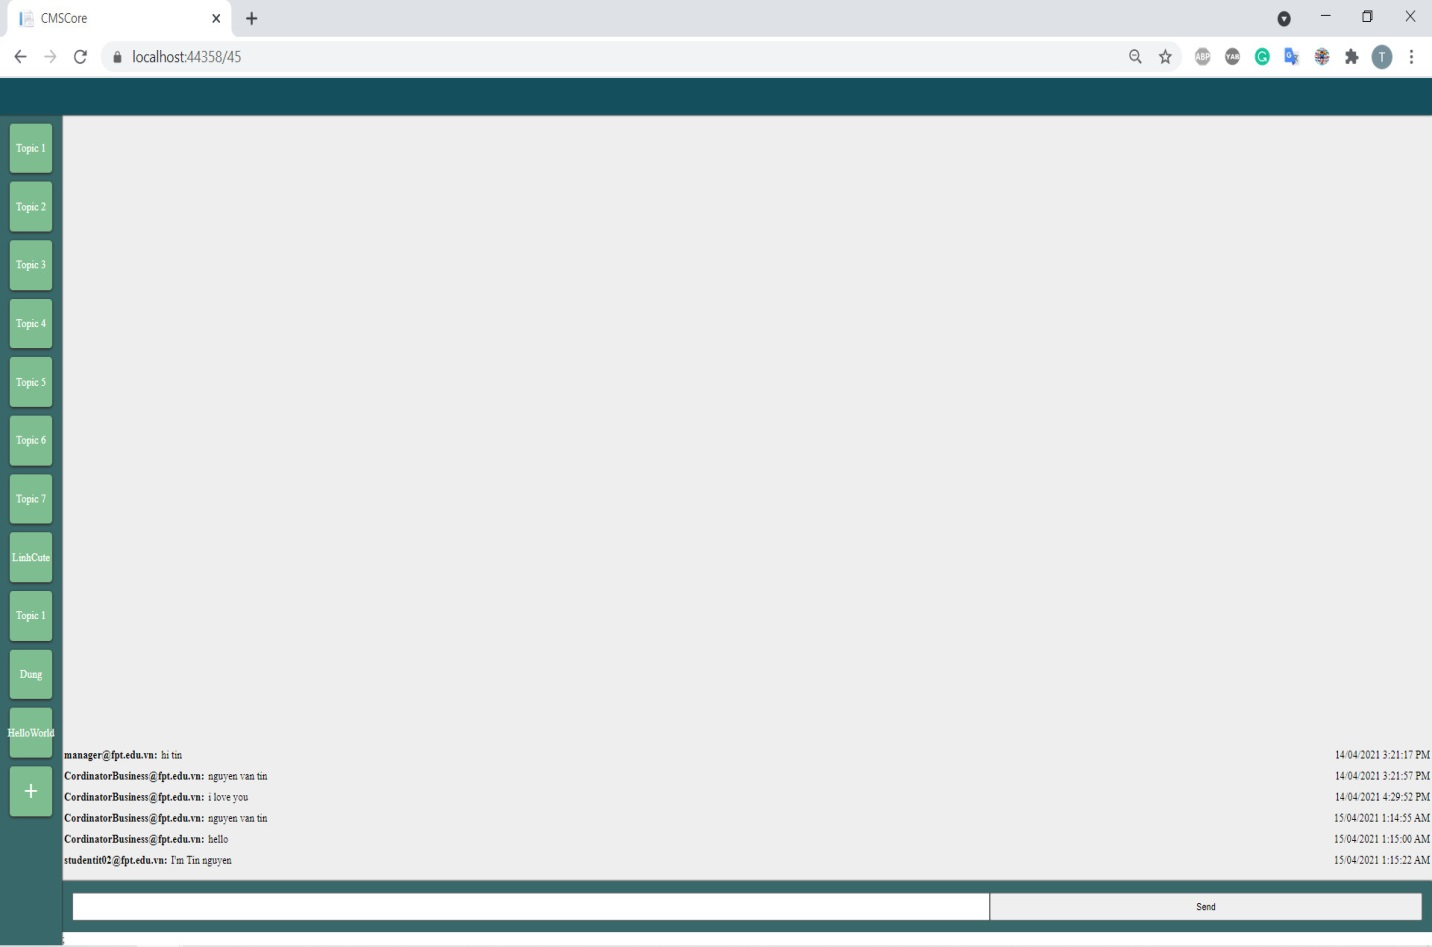 CMSCore
localhost:44358/45
ABP
YAB
G
G
T
Topic 1
Topic 2
Topic 3
Topic 4
Topic 5
Topic 6
Topic 7
LinhCute
Topic 1
Dung
HelloWorld
+
manager@fpt.edu.vn: hi tin 14/04/2021 3:21:17 PM
CordinatorBusiness@fpt.edu.vn: nguyen van tin 14/04/2021 3:21:57 PM
CordinatorBusiness@fpt.edu.vn: i love you 14/04/2021 4:29:52 PM
CordinatorBusiness@fpt.edu.vn: nguyen van tin 15/04/2021 1:14:55 AM
CordinatorBusiness@fpt.edu.vn: hello 15/04/2021 1:15:00 AM
studentit02@fpt.edu.vn: I'm Tin nguyen 15/04/2021 1:15:22 AM
Send